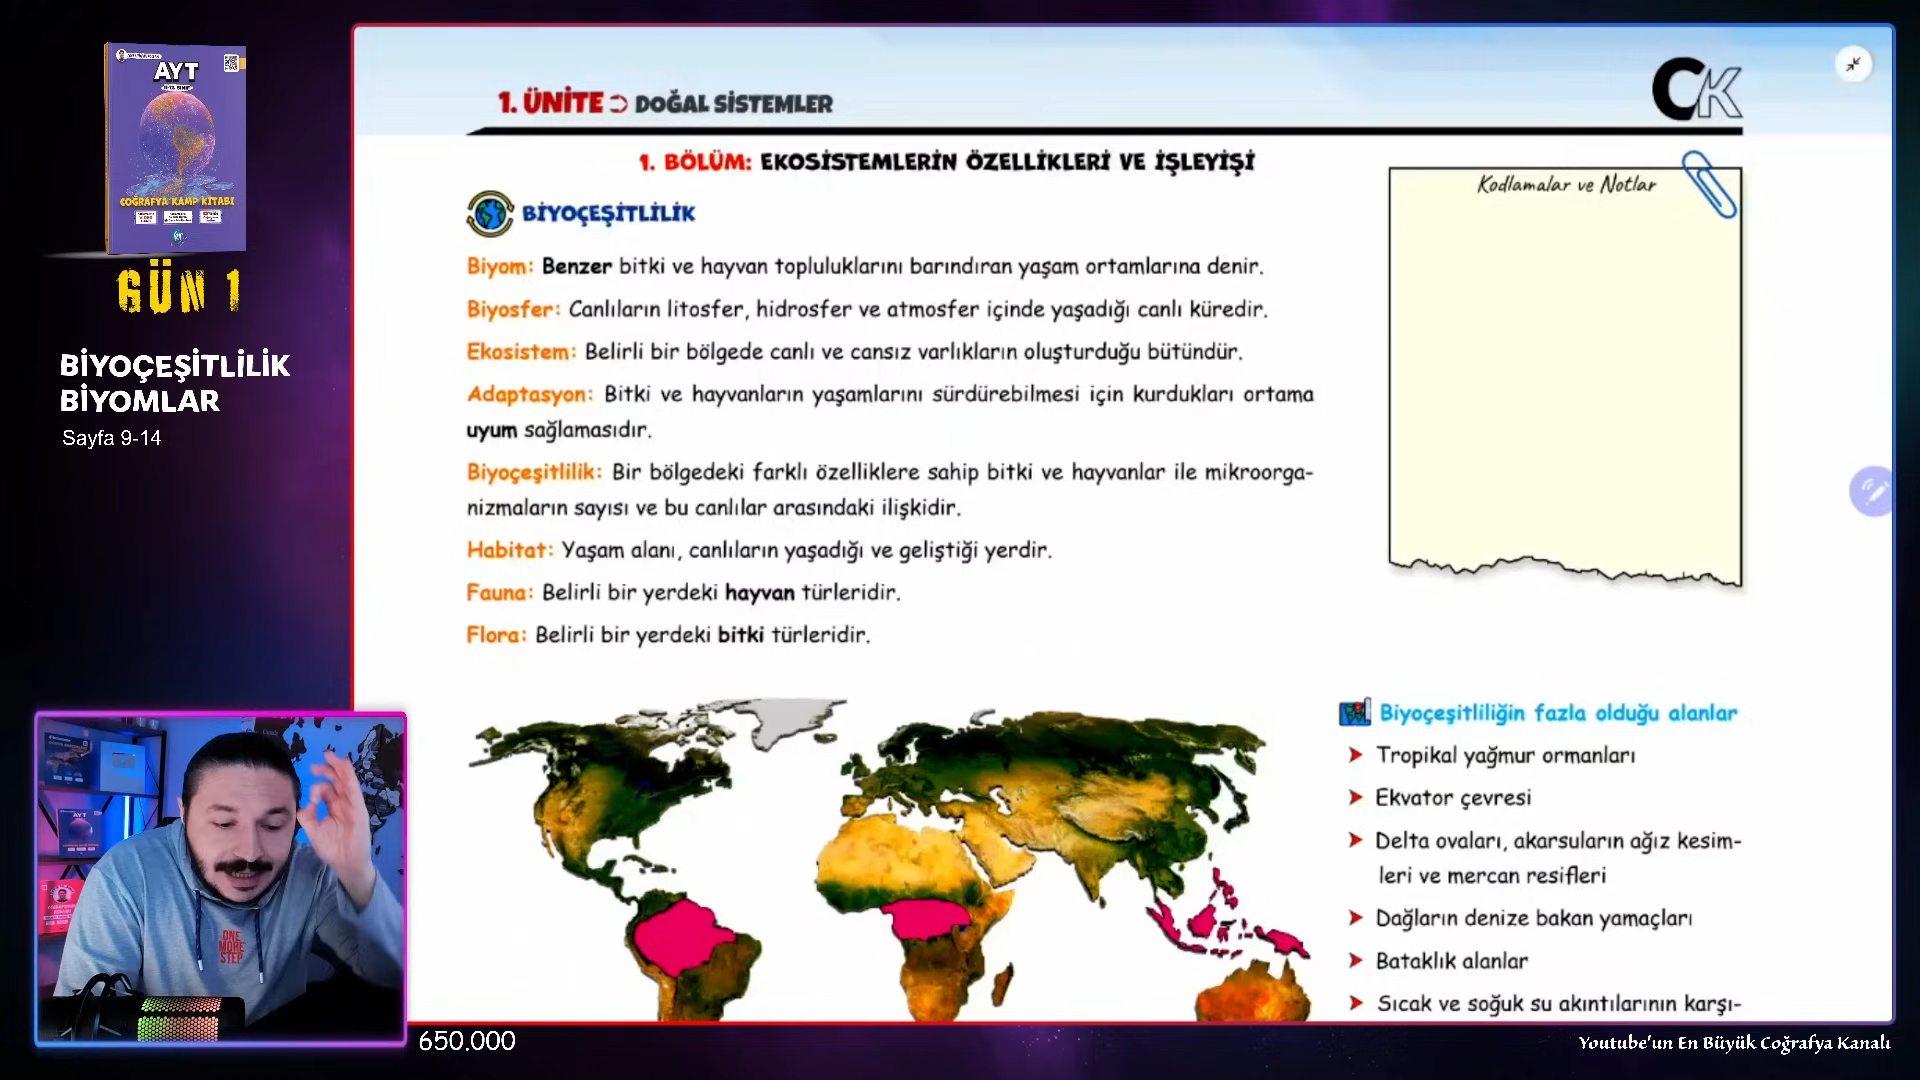 AYT
COĞRAFYA KAMP KİTABI
GÜN 1
BİYOÇEŞİTLİLİK
BİYOMLAR
Sayfa 9-14
1. ÜNİTE DOĞAL SİSTEMLER
CK
1. BÖLÜM: EKOSİSTEMLERİN ÖZELLİKLERİ VE İŞLEYİŞİ
Kodlamalar ve Notlar
BİYOÇEŞİTLİLİK
Biyom: Benzer bitki ve hayvan topluluklarını barındıran yaşam ortamlarına denir.
Biyosfer: Canlıların litosfer, hidrosfer ve atmosfer içinde yaşadığı canlı küredir.
Ekosistem: Belirli bir bölgede canlı ve cansız varlıkların oluşturduğu bütündür.
Adaptasyon: Bitki ve hayvanların yaşamlarını sürdürebilmesi için kurdukları ortama
uyum sağlamasıdır.
Biyoçeşitlilik: Bir bölgedeki farklı özelliklere sahip bitki ve hayvanlar ile mikroorga-
nizmaların sayısı ve bu canlılar arasındaki ilişkidir.
Habitat: Yaşam alanı, canlıların yaşadığı ve geliştiği yerdir.
Fauna: Belirli bir yerdeki hayvan türleridir.
Flora: Belirli bir yerdeki bitki türleridir.
Biyoçeşitliliğin fazla olduğu alanlar
Tropikal yağmur ormanları
Ekvator çevresi
Delta ovaları, akarsuların ağız kesim-
leri ve mercan resifleri
Dağların denize bakan yamaçları
Bataklık alanlar
Sıcak ve soğuk su akıntılarının karşı-
ONE
MORE
STEP
650.000
Youtube'un En Büyük Coğrafya Kanalı